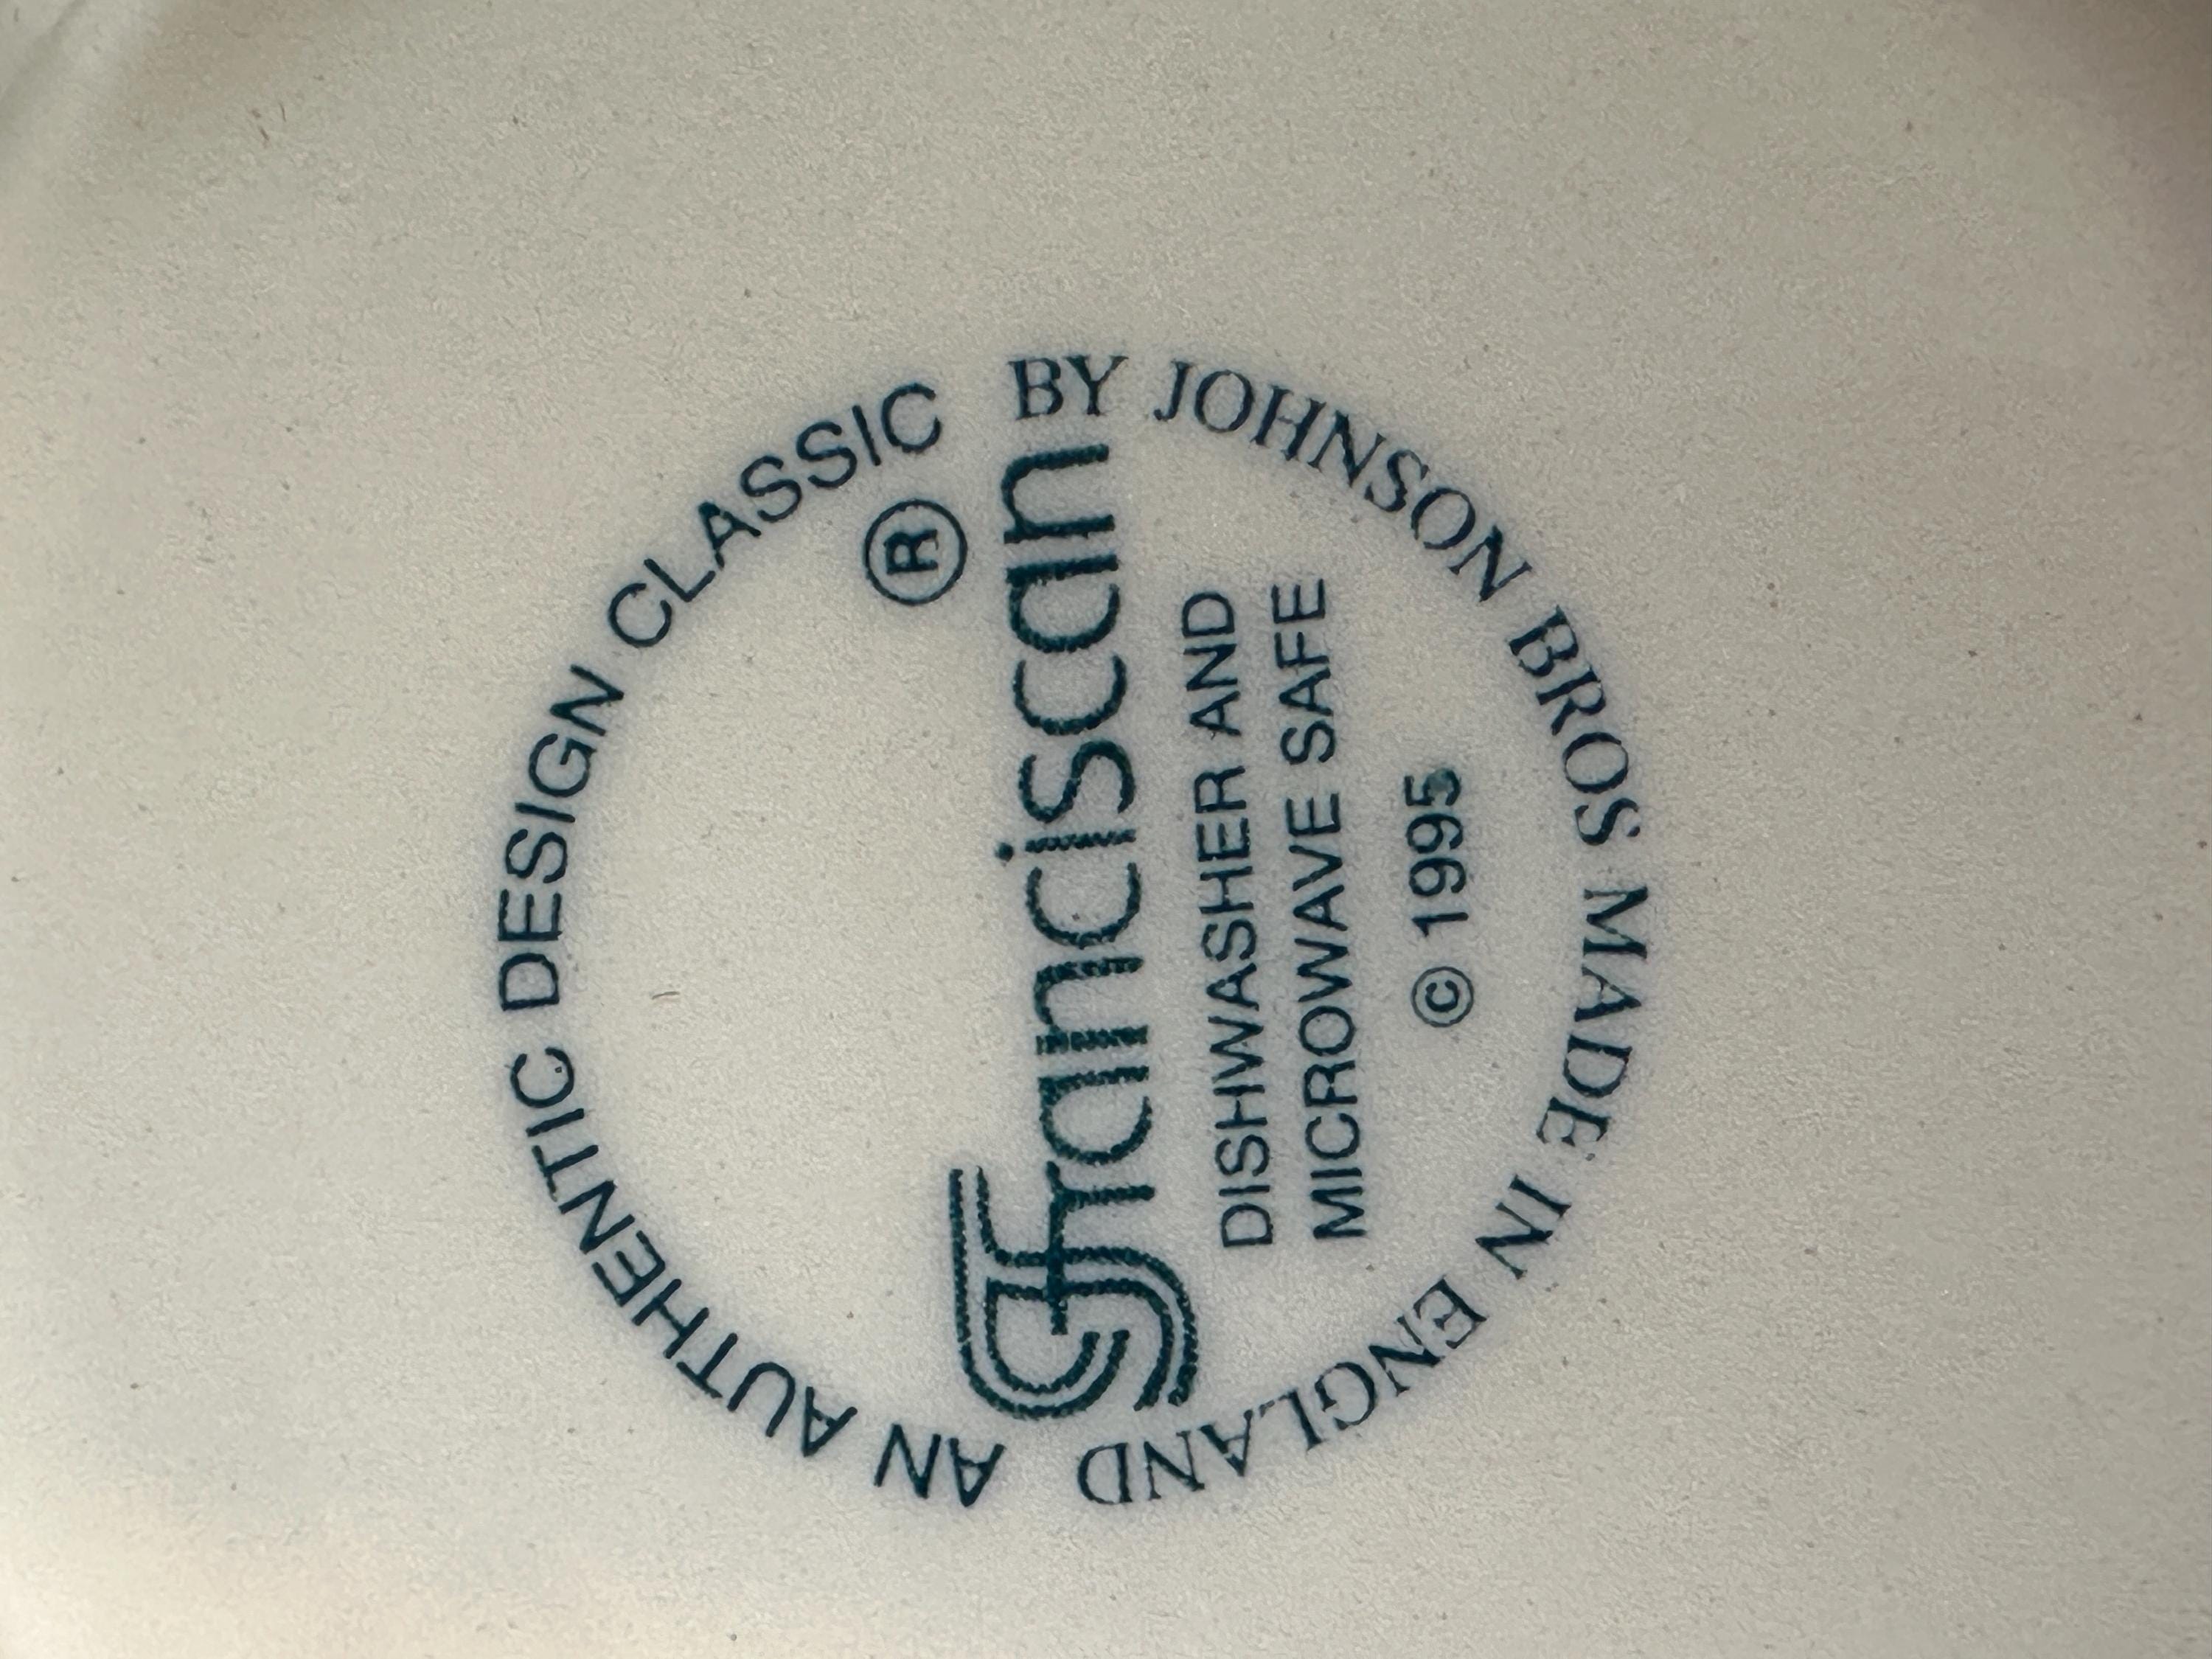 AN AUTHENTIC DESIGN CLASSIC
®
Franciscan
DISHWASHER AND
MICROWAVE SAFE
© 1995
BY JOHNSON BROS MADE IN ENGLAND